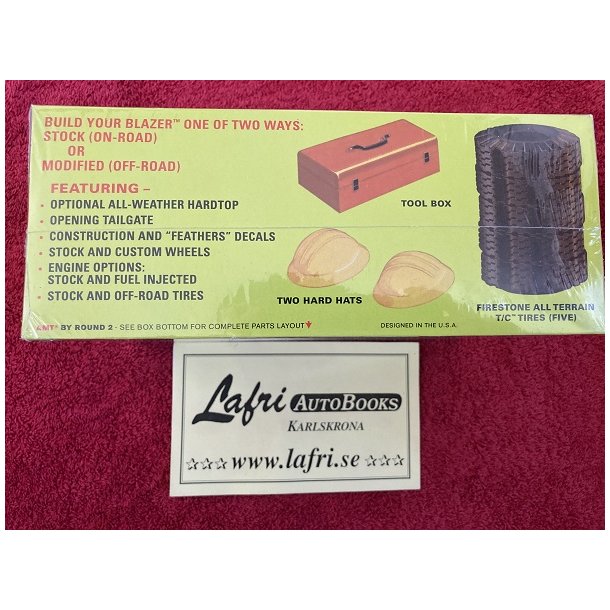 BUILD YOUR BLAZER™ ONE OF TWO WAYS:
STOCK (ON-ROAD)
OR
MODIFIED (OFF-ROAD)
FEATURING –
• OPTIONAL ALL-WEATHER HARDTOP
• OPENING TAILGATE
• CONSTRUCTION AND "FEATHERS" DECALS
• STOCK AND CUSTOM WHEELS
• ENGINE OPTIONS:
STOCK AND FUEL INJECTED
• STOCK AND OFF-ROAD TIRES
TOOL BOX
TWO HARD HATS
FIRESTONE ALL TERRAIN
T/C™ TIRES (FIVE)
AMT® BY ROUND 2 - SEE BOX BOTTOM FOR COMPLETE PARTS LAYOUT
DESIGNED IN THE U.S.A.
Lafri AUTOBOOKS
KARLSKRONA
☆☆☆ www.lafri.se ☆☆☆